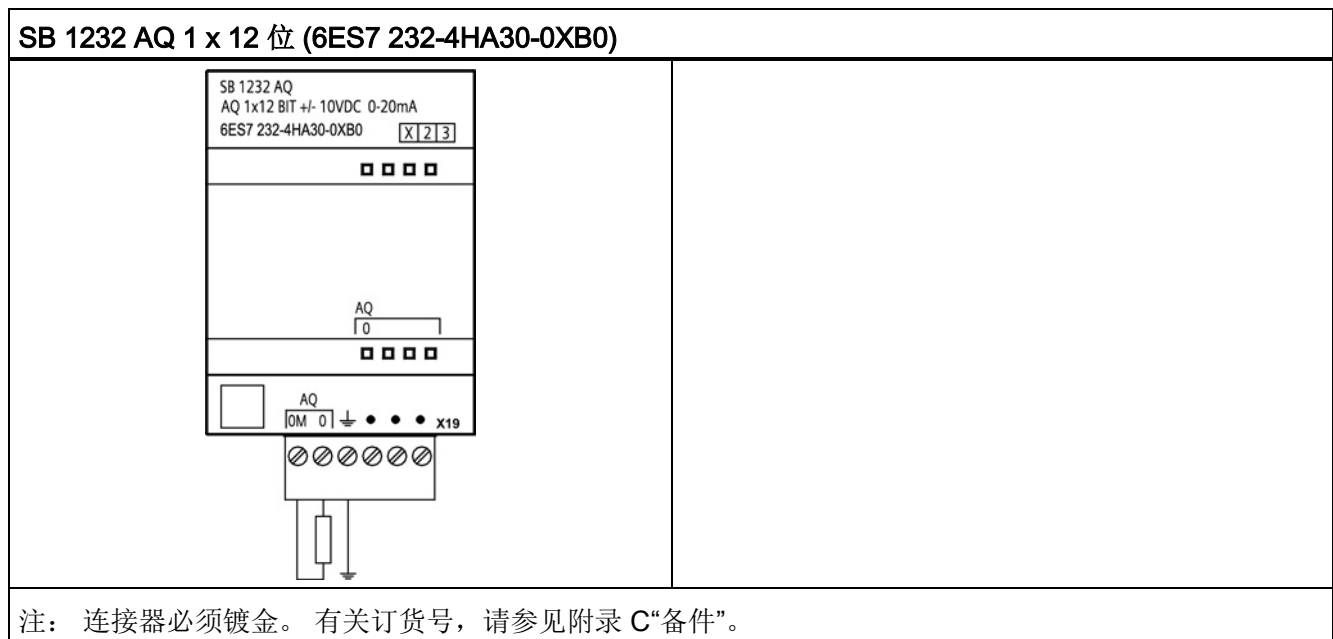 SB 1232 AQ 1 x 12 位 (6ES7 232-4HA30-0XB0)
SB 1232 AQ
AQ 1x12 BIT +/- 10VDC 0-20mA
6ES7 232-4HA30-0XB0 X 2 3
AQ
0
AQ
0M 0 X19
注： 连接器必须镀金。 有关订货号，请参见附录 C“备件”。